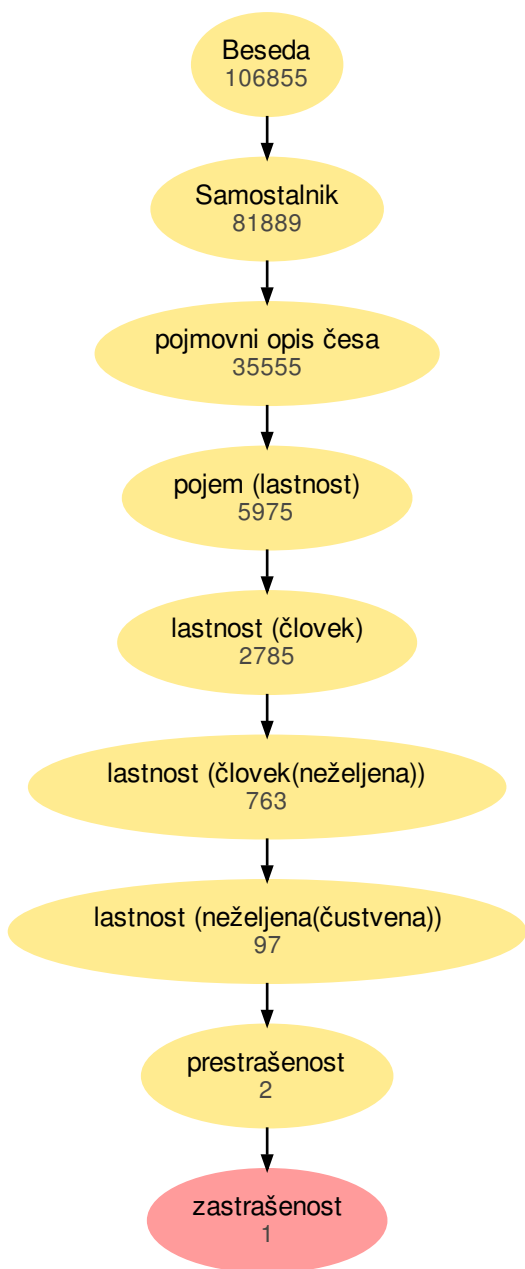 Beseda
106855
Samostalnik
81889
pojmovni opis česa
35555
pojem (lastnost)
5975
lastnost (človek)
2785
lastnost (človek(neželjena))
763
lastnost (neželjena(čustvena))
97
prestrašenost
2
zastrašenost
1